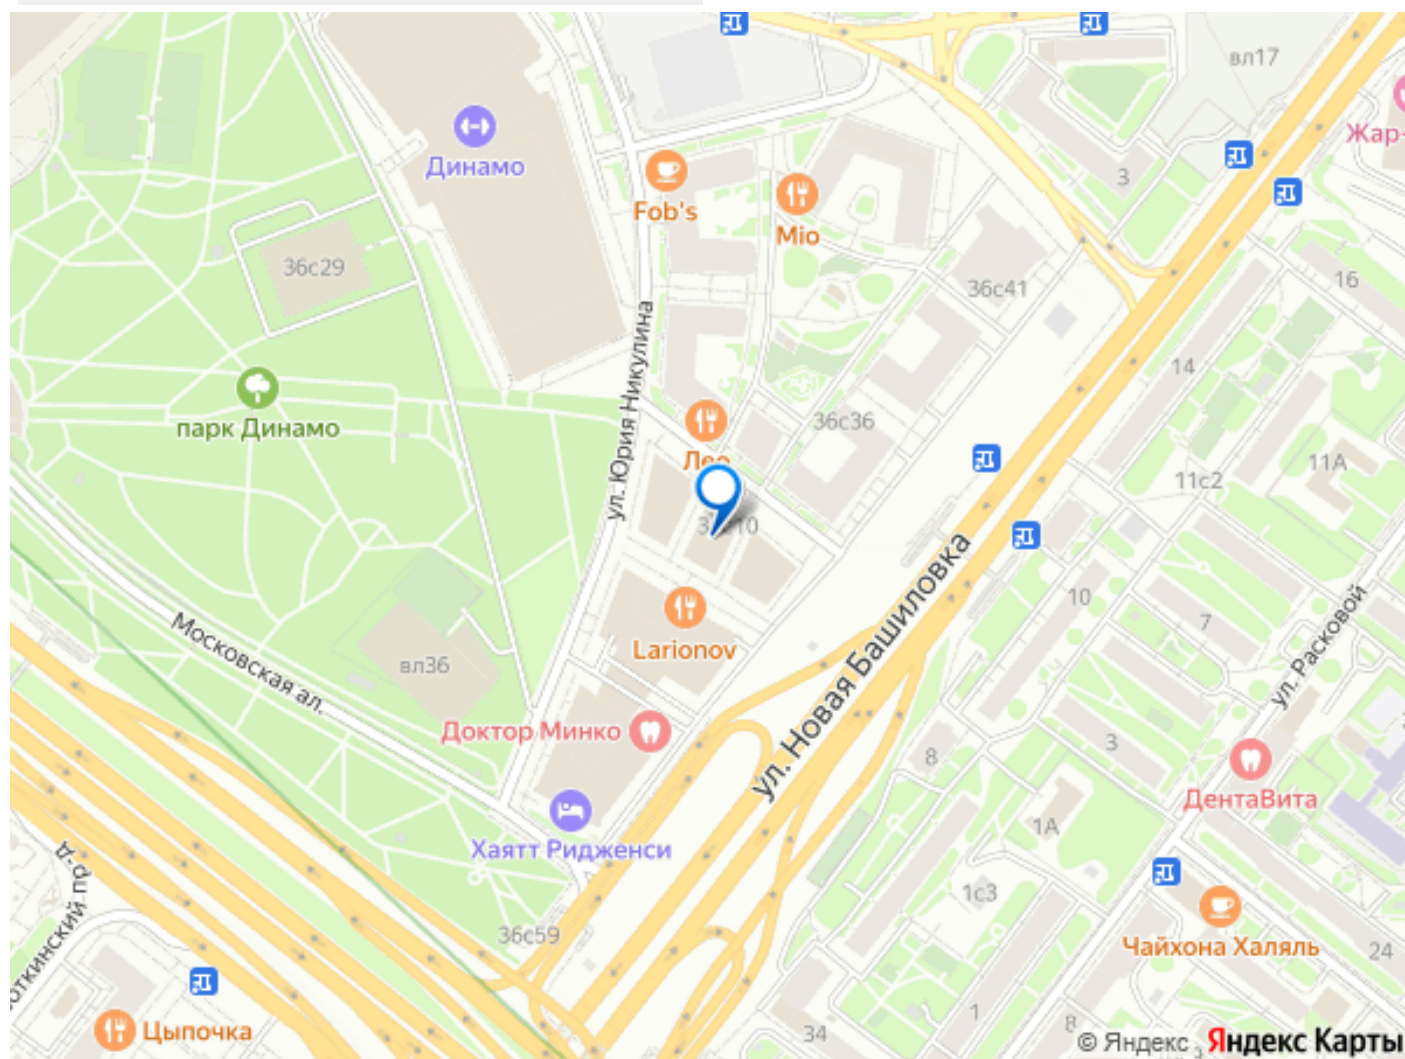 вл17
Жар-
Динамо
3
Fob's
Mio
36с29
16
36с41
ул. Юрия Никулина
14
парк Динамо
36с36
11А
11с2
ул. Новая Башиловка
10
7
ул. Расковой
Московская ал.
вл36
Larionov
Доктор Минко
3
8
ДентаВита
1А
Хаятт Ридженси
1с3
36с59
Чайхона Халяль
24
Цыпочка
1
34
8
© Яндекс Яндекс Карты